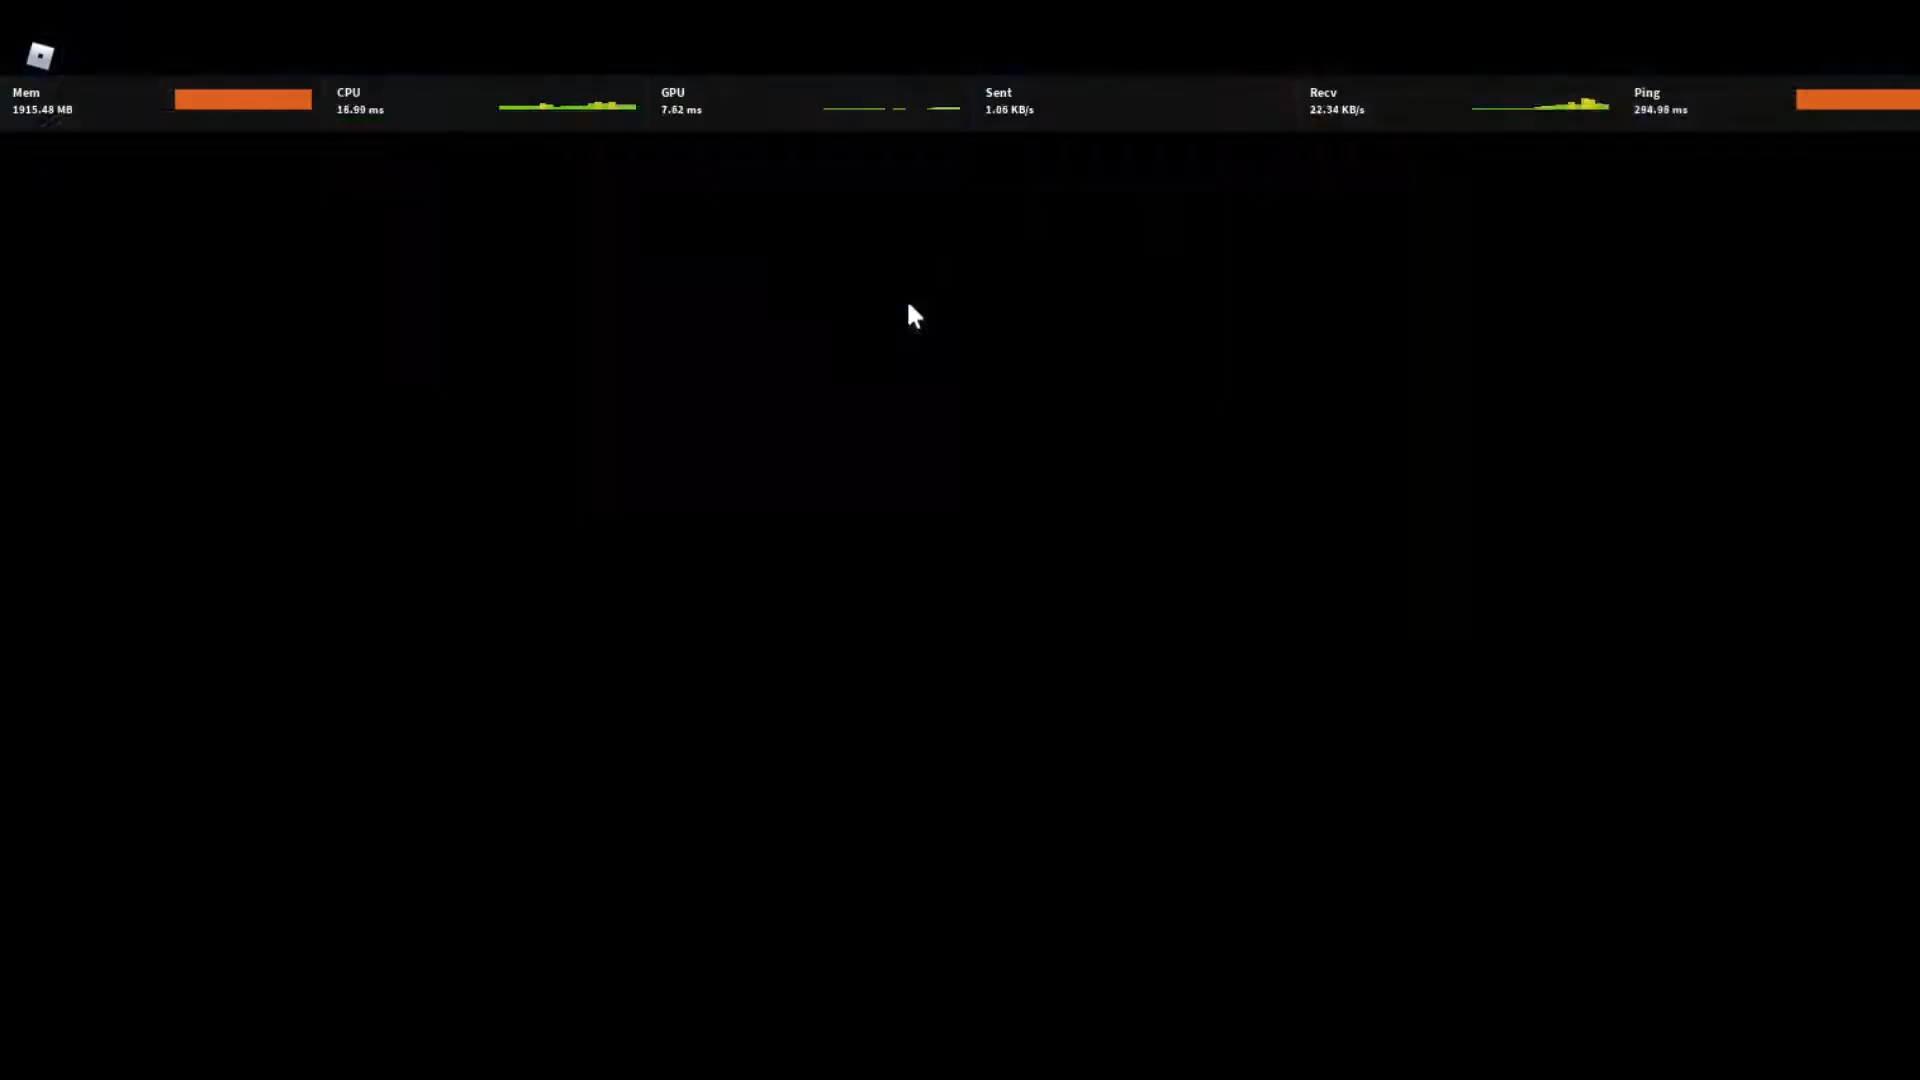 Mem
1915.48 MB
CPU
16.99 ms
GPU
7.62 ms
Sent
1.06 KB/s
Recv
22.34 KB/s
Ping
294.98 ms